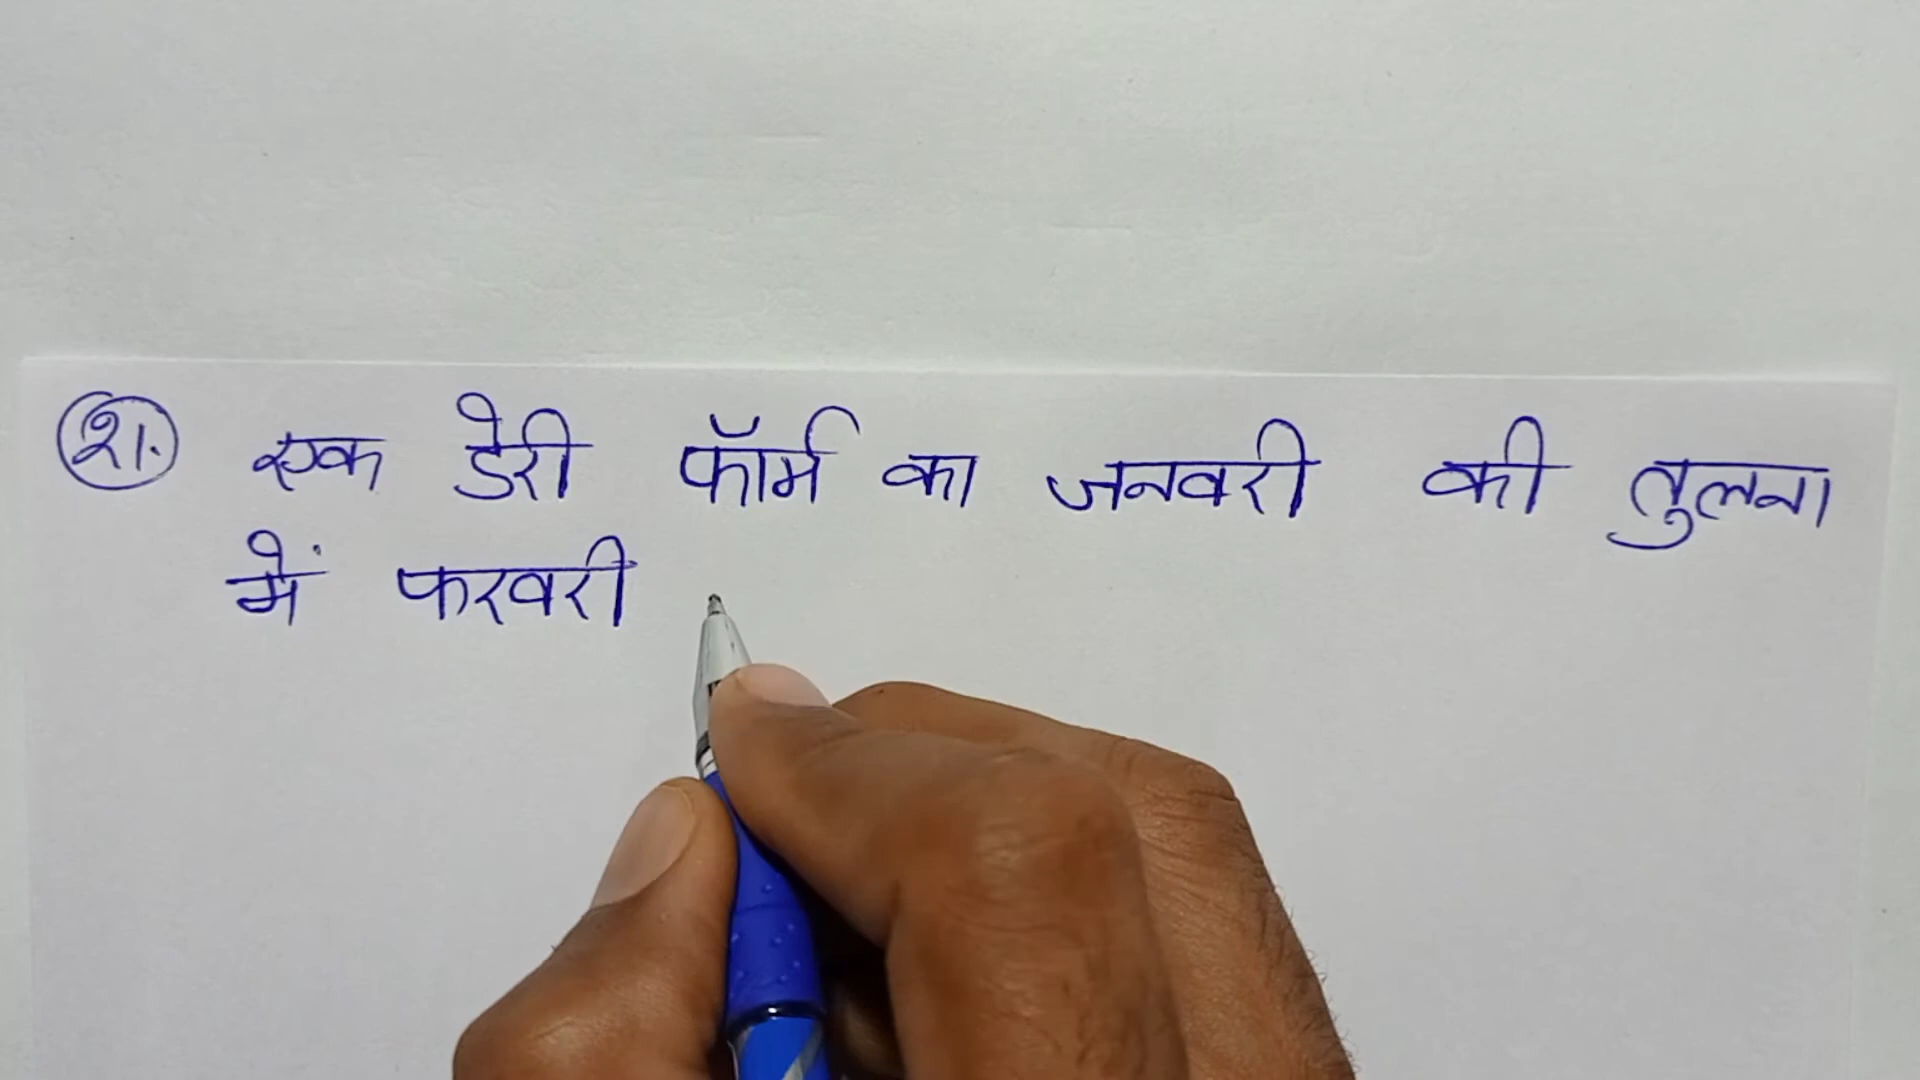 21. एक डेरी फॉर्म का जनवरी की तुलना
में फरवरी